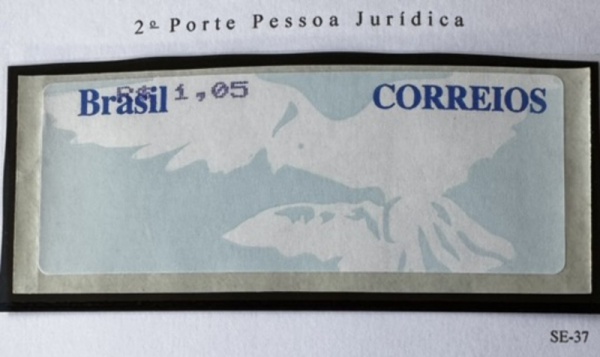 2º Porte Pessoa Jurídica
Brasil R$ 1,05 CORREIOS
SE-37